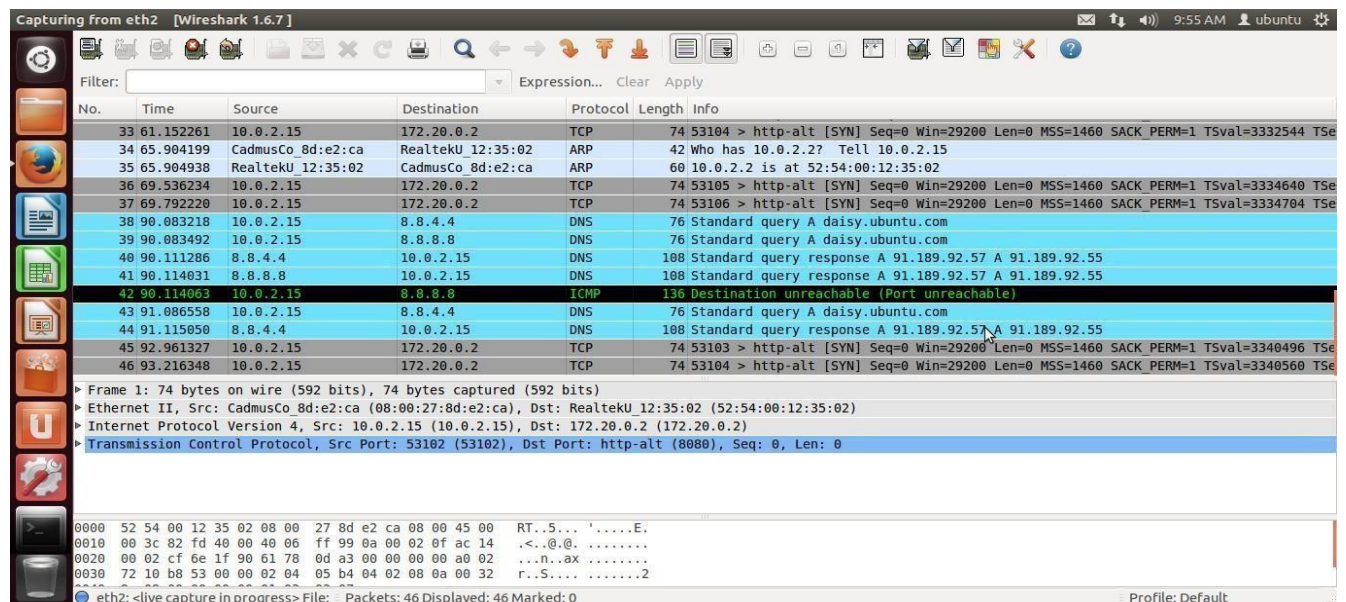 Capturing from eth2 [Wireshark 1.6.7 ] 9:55 AM ubuntu
Filter: Expression... Clear Apply
No. Time Source Destination Protocol Length Info
33 61.152261 10.0.2.15 172.20.0.2 TCP 74 53104 > http-alt [SYN] Seq=0 Win=29200 Len=0 MSS=1460 SACK_PERM=1 TSval=3332544 TSe
34 65.904199 CadmusCo_8d:e2:ca RealtekU_12:35:02 ARP 42 Who has 10.0.2.2? Tell 10.0.2.15
35 65.904938 RealtekU_12:35:02 CadmusCo_8d:e2:ca ARP 60 10.0.2.2 is at 52:54:00:12:35:02
36 69.536234 10.0.2.15 172.20.0.2 TCP 74 53105 > http-alt [SYN] Seq=0 Win=29200 Len=0 MSS=1460 SACK_PERM=1 TSval=3334640 TSe
37 69.792220 10.0.2.15 172.20.0.2 TCP 74 53106 > http-alt [SYN] Seq=0 Win=29200 Len=0 MSS=1460 SACK_PERM=1 TSval=3334704 TSe
38 90.083218 10.0.2.15 8.8.4.4 DNS 76 Standard query A daisy.ubuntu.com
39 90.083492 10.0.2.15 8.8.8.8 DNS 76 Standard query A daisy.ubuntu.com
40 90.111286 8.8.4.4 10.0.2.15 DNS 108 Standard query response A 91.189.92.57 A 91.189.92.55
41 90.114031 8.8.8.8 10.0.2.15 DNS 108 Standard query response A 91.189.92.57 A 91.189.92.55
42 90.114063 10.0.2.15 8.8.8.8 ICMP 136 Destination unreachable (Port unreachable)
43 91.086558 10.0.2.15 8.8.4.4 DNS 76 Standard query A daisy.ubuntu.com
44 91.115050 8.8.4.4 10.0.2.15 DNS 108 Standard query response A 91.189.92.57 A 91.189.92.55
45 92.961327 10.0.2.15 172.20.0.2 TCP 74 53103 > http-alt [SYN] Seq=0 Win=29200 Len=0 MSS=1460 SACK_PERM=1 TSval=3340496 TSe
46 93.216348 10.0.2.15 172.20.0.2 TCP 74 53104 > http-alt [SYN] Seq=0 Win=29200 Len=0 MSS=1460 SACK_PERM=1 TSval=3340560 TSe
Frame 1: 74 bytes on wire (592 bits), 74 bytes captured (592 bits)
Ethernet II, Src: CadmusCo_8d:e2:ca (08:00:27:8d:e2:ca), Dst: RealtekU_12:35:02 (52:54:00:12:35:02)
Internet Protocol Version 4, Src: 10.0.2.15 (10.0.2.15), Dst: 172.20.0.2 (172.20.0.2)
Transmission Control Protocol, Src Port: 53102 (53102), Dst Port: http-alt (8080), Seq: 0, Len: 0
0000 52 54 00 12 35 02 08 00 27 8d e2 ca 08 00 45 00 RT..5... '.....E.
0010 00 3c 82 fd 40 00 40 06 ff 99 0a 00 02 0f ac 14 .<..@.@. ........
0020 00 02 cf 6e 1f 90 61 78 0d a3 00 00 00 00 a0 02 ...n..ax ........
0030 72 10 b8 53 00 00 02 04 05 b4 04 02 08 0a 00 32 r..S.... .......2
eth2: <live capture in progress> File: Packets: 46 Displayed: 46 Marked: 0 Profile: Default